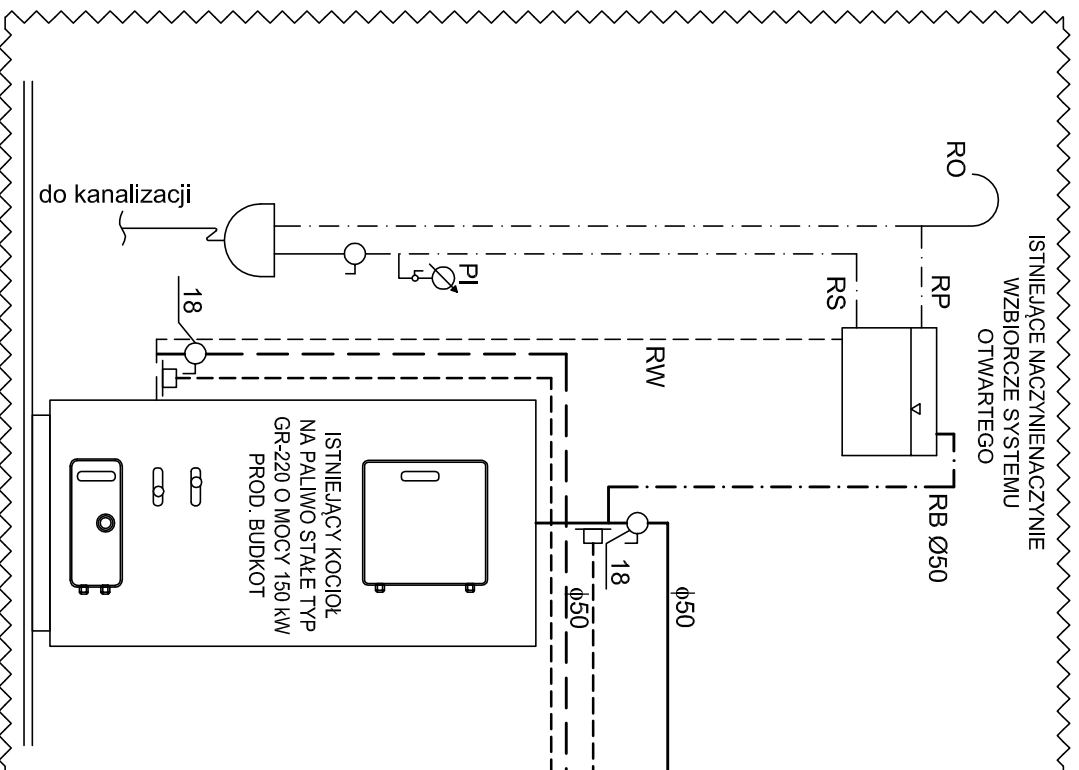 ISTNIEJĄCE NACZYNIENACZYNIE
WZBIORCZE SYSTEMU
OTWARTEGO
RO
RP
RS
PI
RW
RB Ø50
do kanalizacji
18
18
ϕ50
ϕ50
ISTNIEJĄCY KOCIOŁ
NA PALIWO STAŁE TYP
GR-220 O MOCY 150 kW
PROD. BUDKOT